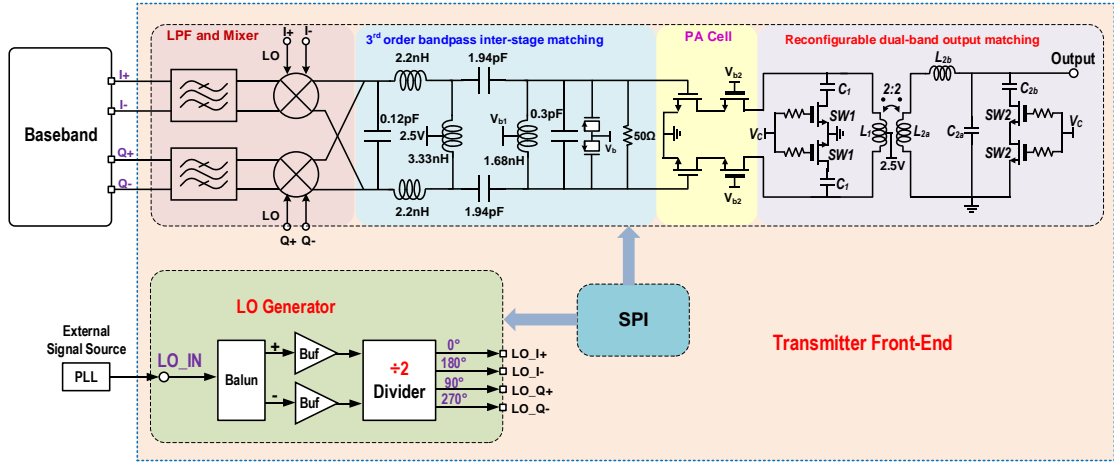 LPF and Mixer
I+
I-
LO
3rd order bandpass inter-stage matching
PA Cell
Reconfigurable dual-band output matching
2.2nH
1.94pF
Vb2
C1
SW1
VC
SW1
C1
2:2
L1
L2a
2.5V
L2b
Output
C2b
C2a
SW2
SW2
VC
Baseband
I+
I-
Q+
Q-
0.12pF
2.5V
3.33nH
Vb1
1.68nH
0.3pF
Vb
50Ω
2.2nH
1.94pF
Vb2
LO
Q+
Q-
LO Generator
SPI
Transmitter Front-End
External
Signal Source
PLL
LO_IN
Balun
+
-
Buf
Buf
÷2
Divider
0°
180°
90°
270°
LO_I+
LO_I-
LO_Q+
LO_Q-